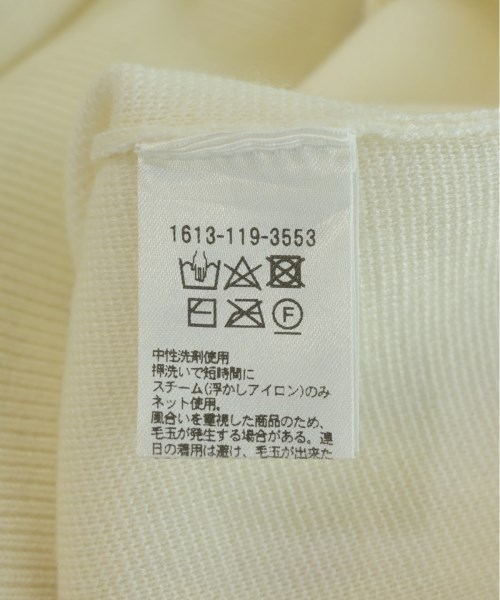 1613-119-3553
F
中性洗剤使用
押洗いで短時間に
スチーム(浮かしアイロン)のみ
ネット使用。
風合いを重視した商品のため、
毛玉が発生する場合がある。連
日の着用は避け、毛玉が出来た